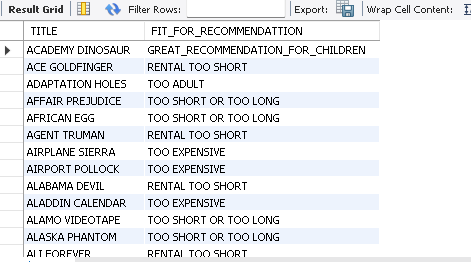 Result Grid Filter Rows: Export: Wrap Cell Content:
TITLE FIT_FOR_RECOMMENDATTION
ACADEMY DINOSAUR GREAT_RECOMMENDATION_FOR_CHILDREN
ACE GOLDFINGER RENTAL TOO SHORT
ADAPTATION HOLES TOO ADULT
AFFAIR PREJUDICE TOO SHORT OR TOO LONG
AFRICAN EGG TOO SHORT OR TOO LONG
AGENT TRUMAN RENTAL TOO SHORT
AIRPLANE SIERRA TOO EXPENSIVE
AIRPORT POLLOCK TOO EXPENSIVE
ALABAMA DEVIL RENTAL TOO SHORT
ALADDIN CALENDAR TOO EXPENSIVE
ALAMO VIDEOTAPE TOO SHORT OR TOO LONG
ALASKA PHANTOM TOO SHORT OR TOO LONG
ALI FOREVER RENTAL TOO SHORT